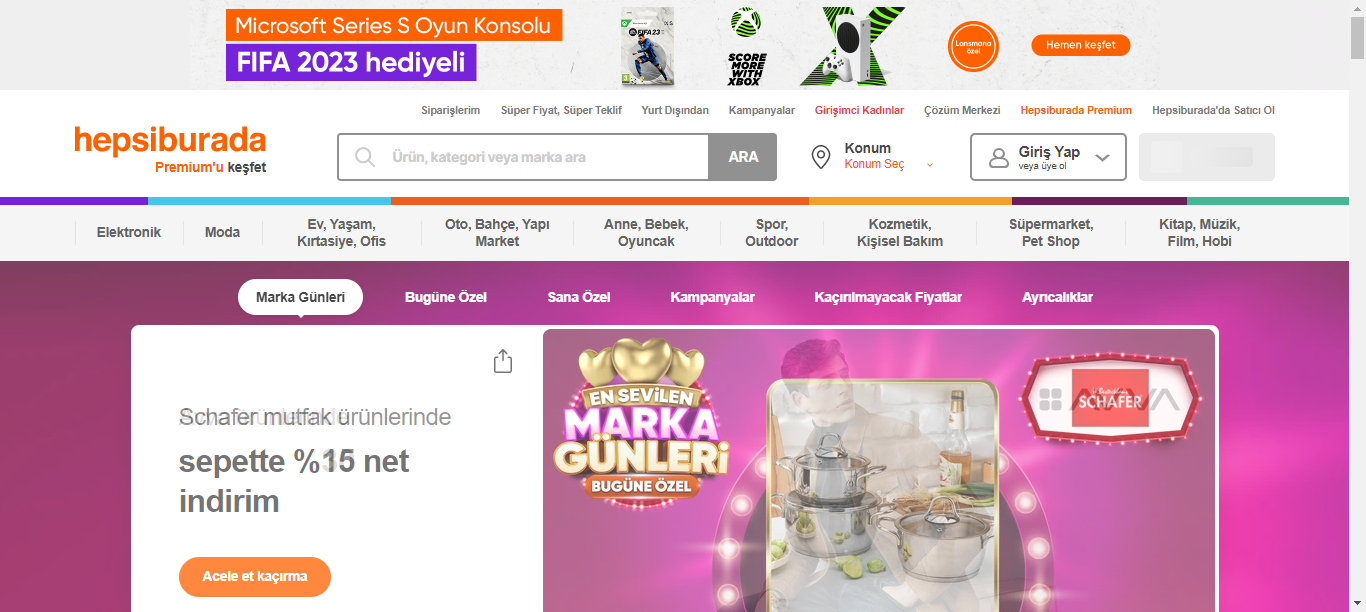 Microsoft Series S Oyun Konsolu
FIFA 2023 hediyeli
FIFA 23
SCORE
MORE
WITH
XBOX
Lansmana
özel
Hemen keşfet
Siparişlerim Süper Fiyat, Süper Teklif Yurt Dışından Kampanyalar Girişimci Kadınlar Çözüm Merkezi Hepsiburada Premium Hepsiburada'da Satıcı Ol
hepsiburada
Premium'u keşfet
Ürün, kategori veya marka ara
ARA
Konum
Konum Seç
Giriş Yap
veya üye ol
Elektronik
Moda
Ev, Yaşam,
Kırtasiye, Ofis
Oto, Bahçe, Yapı
Market
Anne, Bebek,
Oyuncak
Spor,
Outdoor
Kozmetik,
Kişisel Bakım
Süpermarket,
Pet Shop
Kitap, Müzik,
Film, Hobi
Marka Günleri Bugüne Özel Sana Özel Kampanyalar Kaçırılmayacak Fiyatlar Ayrıcalıklar
Schafer mutfak ürünlerinde
sepette %15 net
indirim
Acele et kaçırma
EN SEVİLEN
MARKA
GÜNLERİ
BUGÜNE ÖZEL
SCHAFER